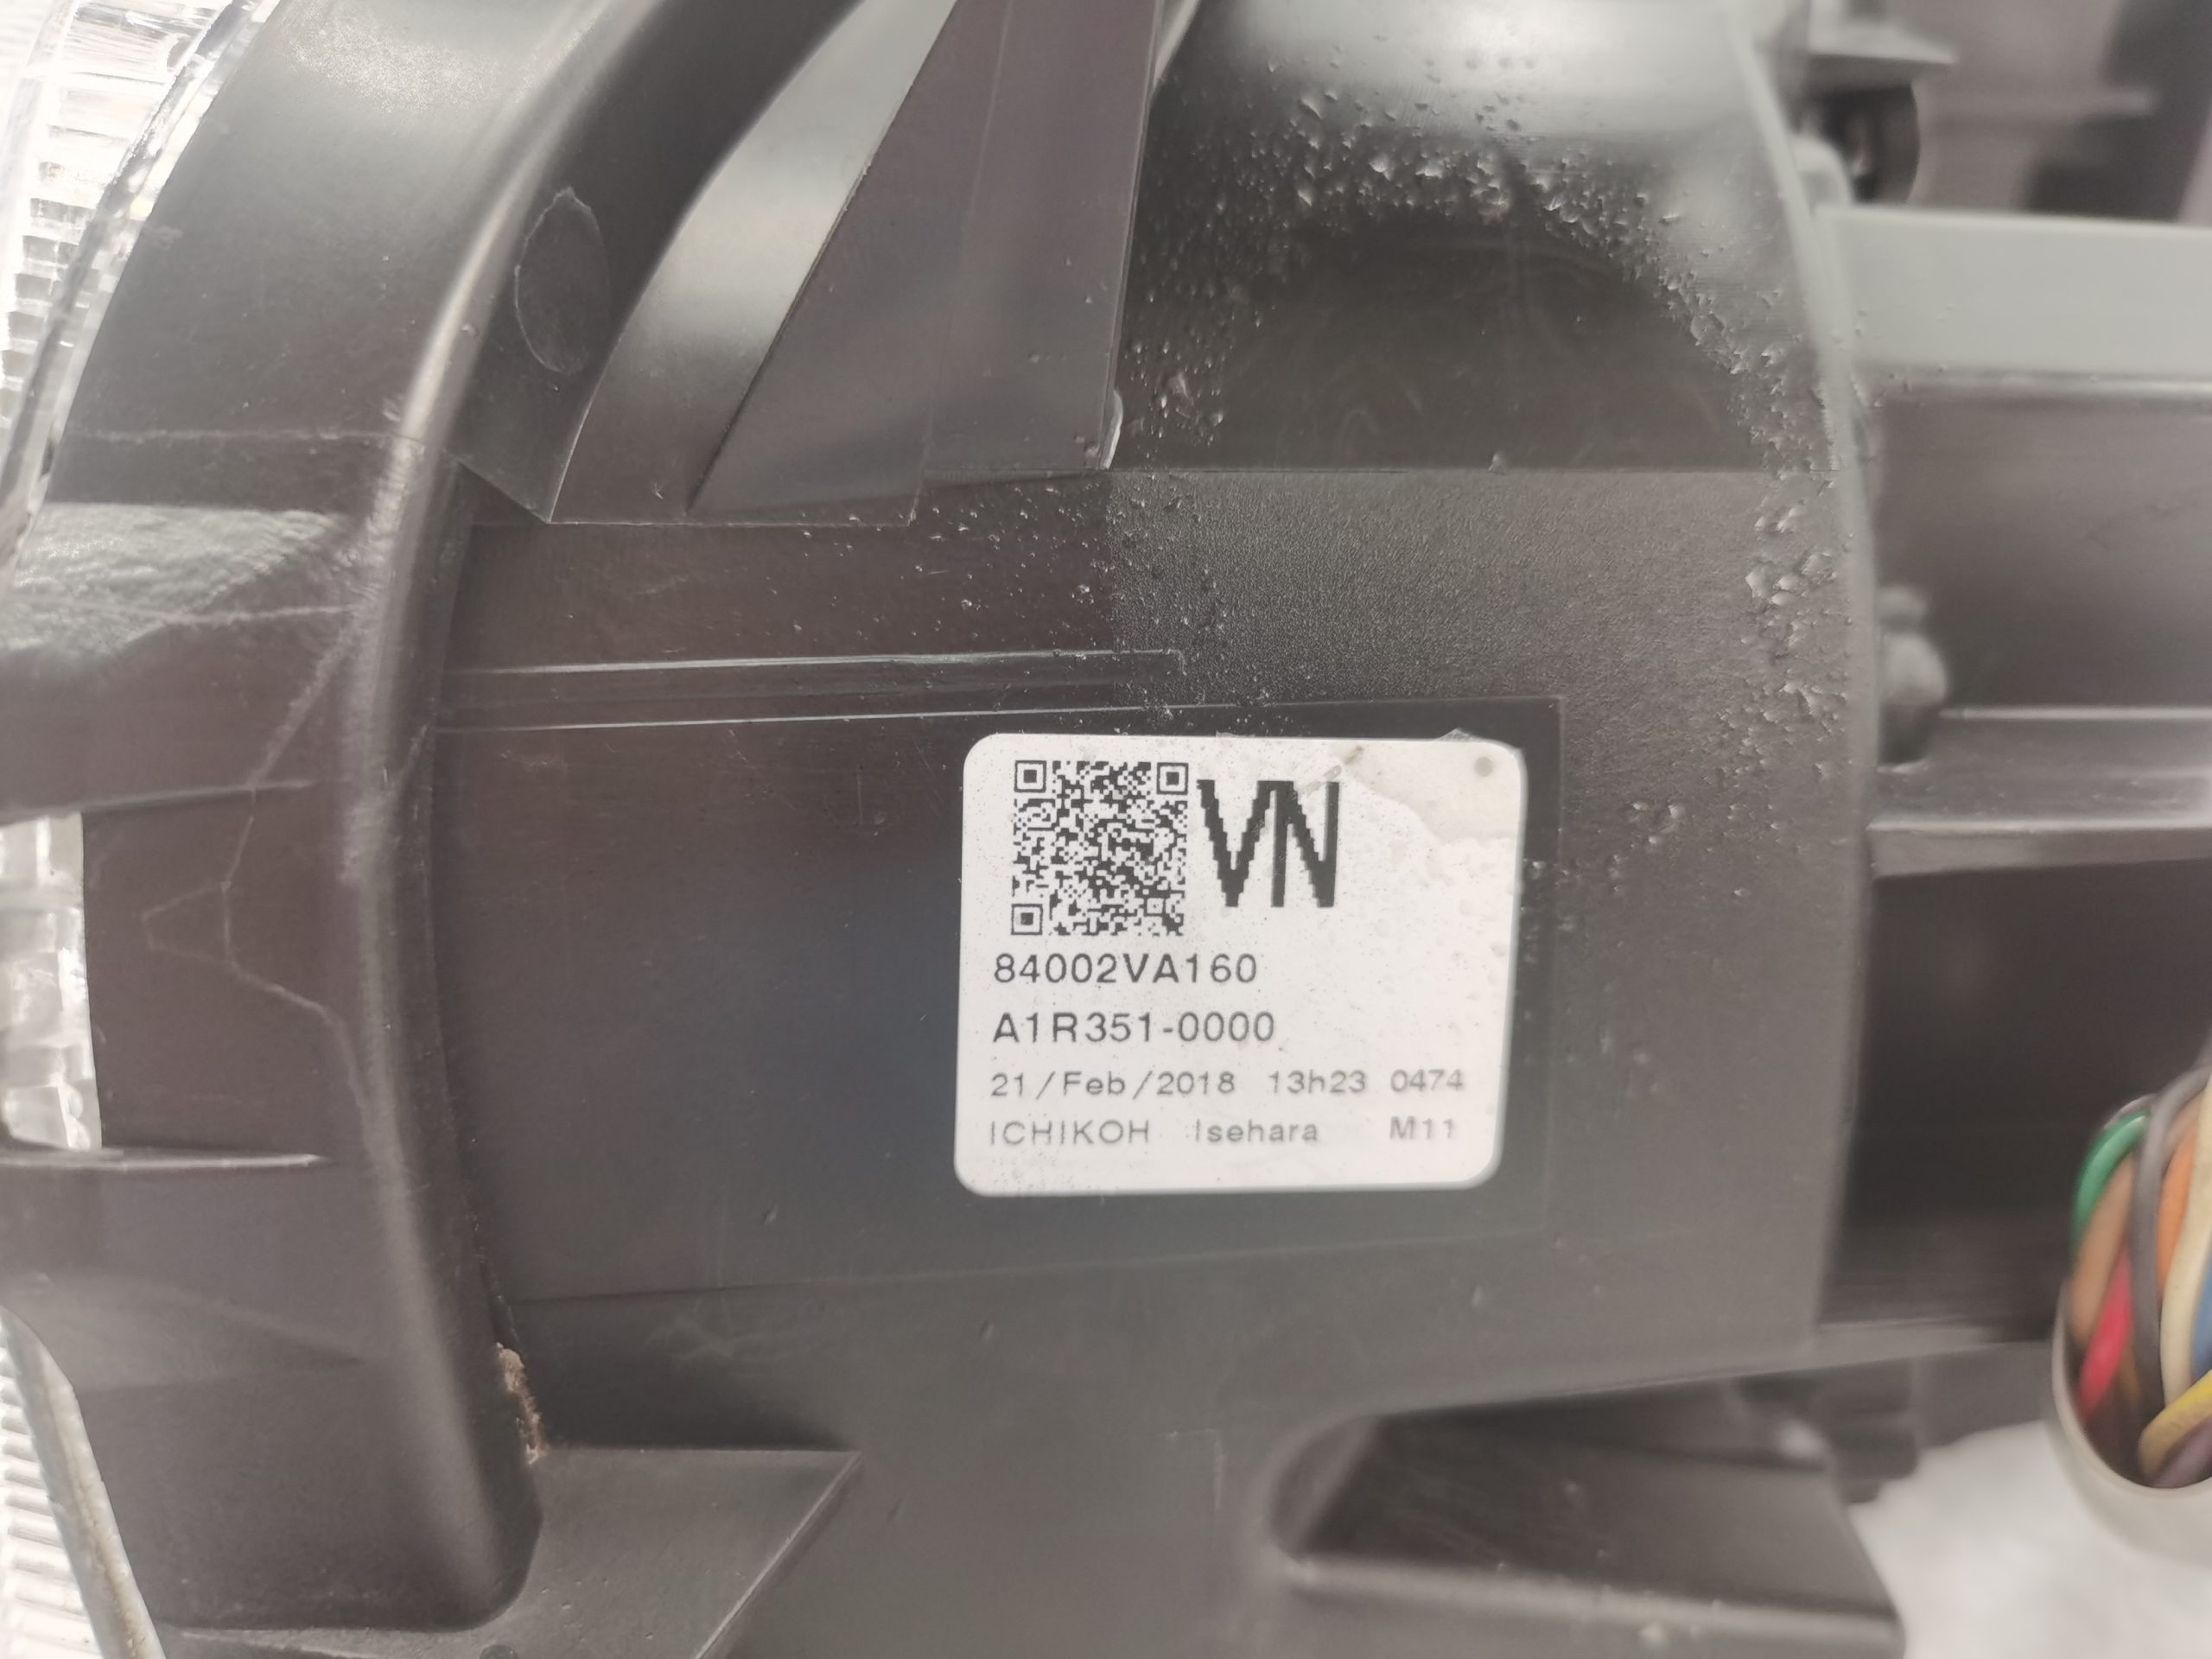 VN
84002VA160
A1R351-0000
21/Feb/2018 13h23 0474
ICHIKOH Isehara M11